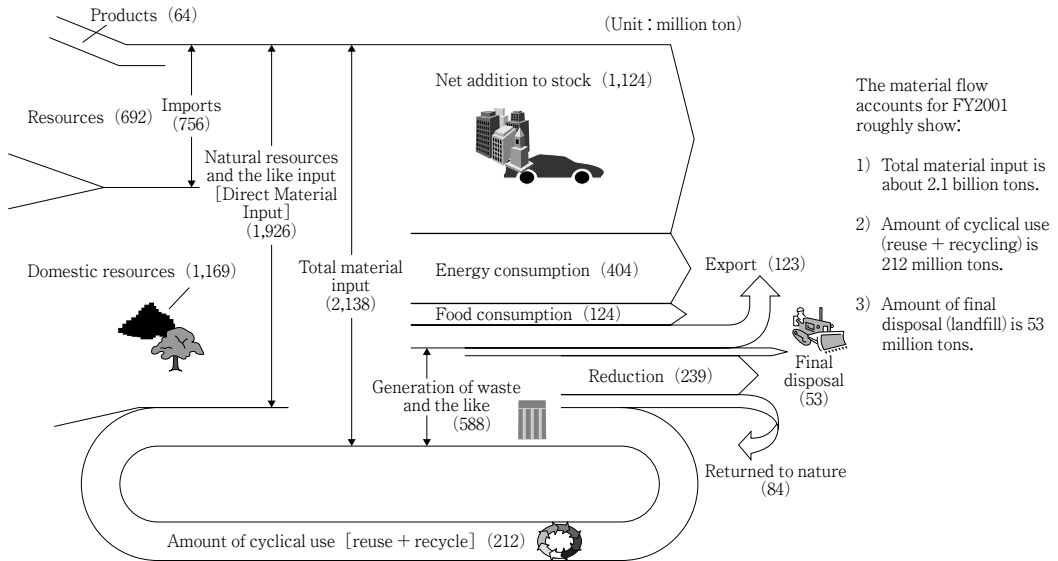 Products (64)
(Unit : million ton)
Net addition to stock (1,124)
Resources (692)
Imports
(756)
Natural resources
and the like input
[Direct Material
Input]
(1,926)
Domestic resources (1,169)
Total material
input
(2,138)
Energy consumption (404)
Export (123)
Food consumption (124)
Generation of waste
and the like
(588)
Reduction (239)
Final
disposal
(53)
Returned to nature
(84)
Amount of cyclical use [reuse + recycle] (212)
The material flow
accounts for FY2001
roughly show:
1) Total material input is
about 2.1 billion tons.
2) Amount of cyclical use
(reuse + recycling) is
212 million tons.
3) Amount of final
disposal (landfill) is 53
million tons.